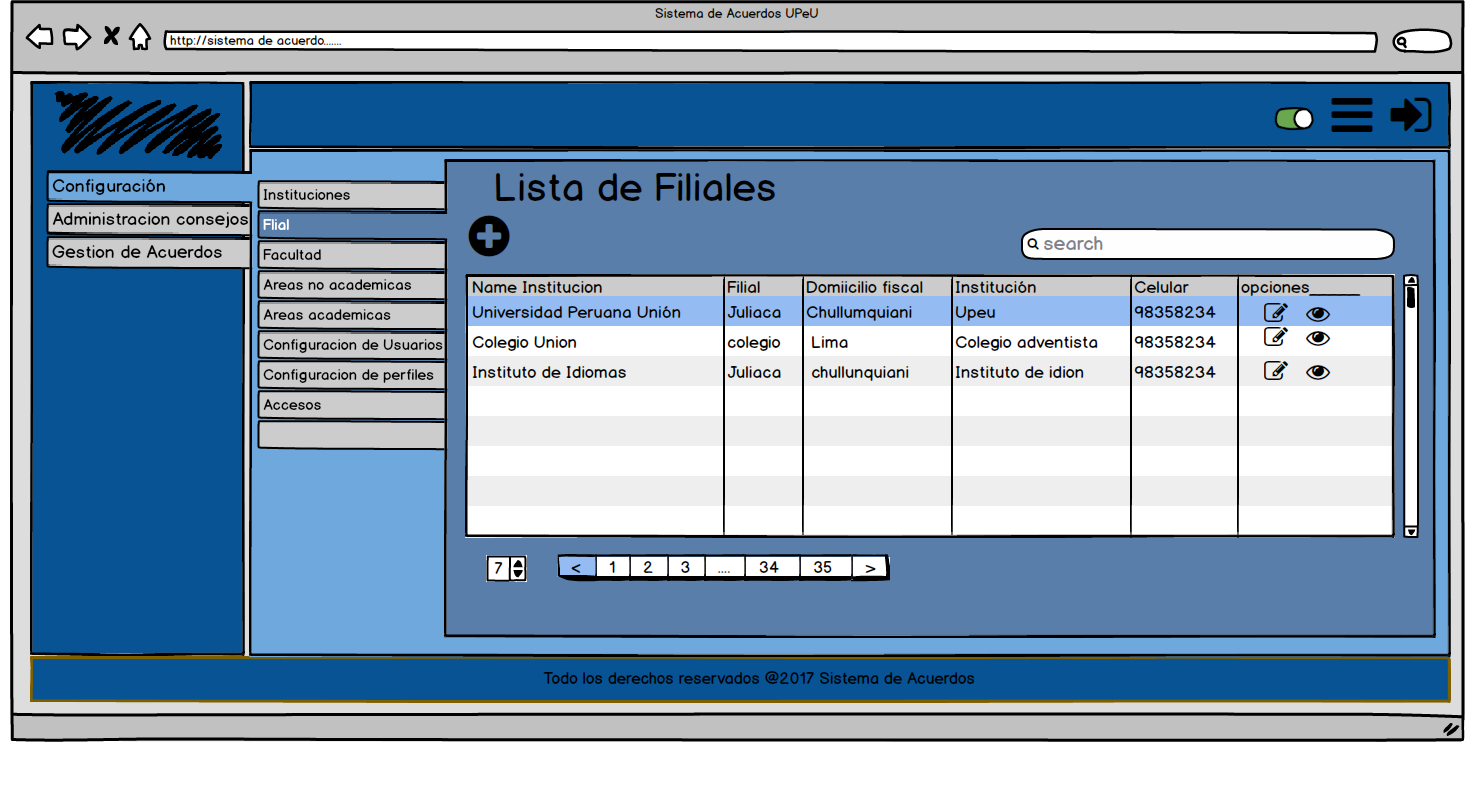 Sistema de Acuerdos UPeU
http://sistema de acuerdo......
Configuración
Administracion consejos
Gestion de Acuerdos
Instituciones
Flial
Facultad
Areas no academicas
Areas academicas
Configuracion de Usuarios
Configuracion de perfiles
Accesos
Lista de Filiales
search
Name Institucion Filial Domiicilio fiscal Institución Celular opciones______
Universidad Peruana Unión Juliaca Chullumquiani Upeu 98358234
Colegio Union colegio Lima Colegio adventista 98358234
Instituto de Idiomas Juliaca chullunquiani Instituto de idion 98358234
7 < 1 2 3 .... 34 35 >
Todo los derechos reservados @2017 Sistema de Acuerdos